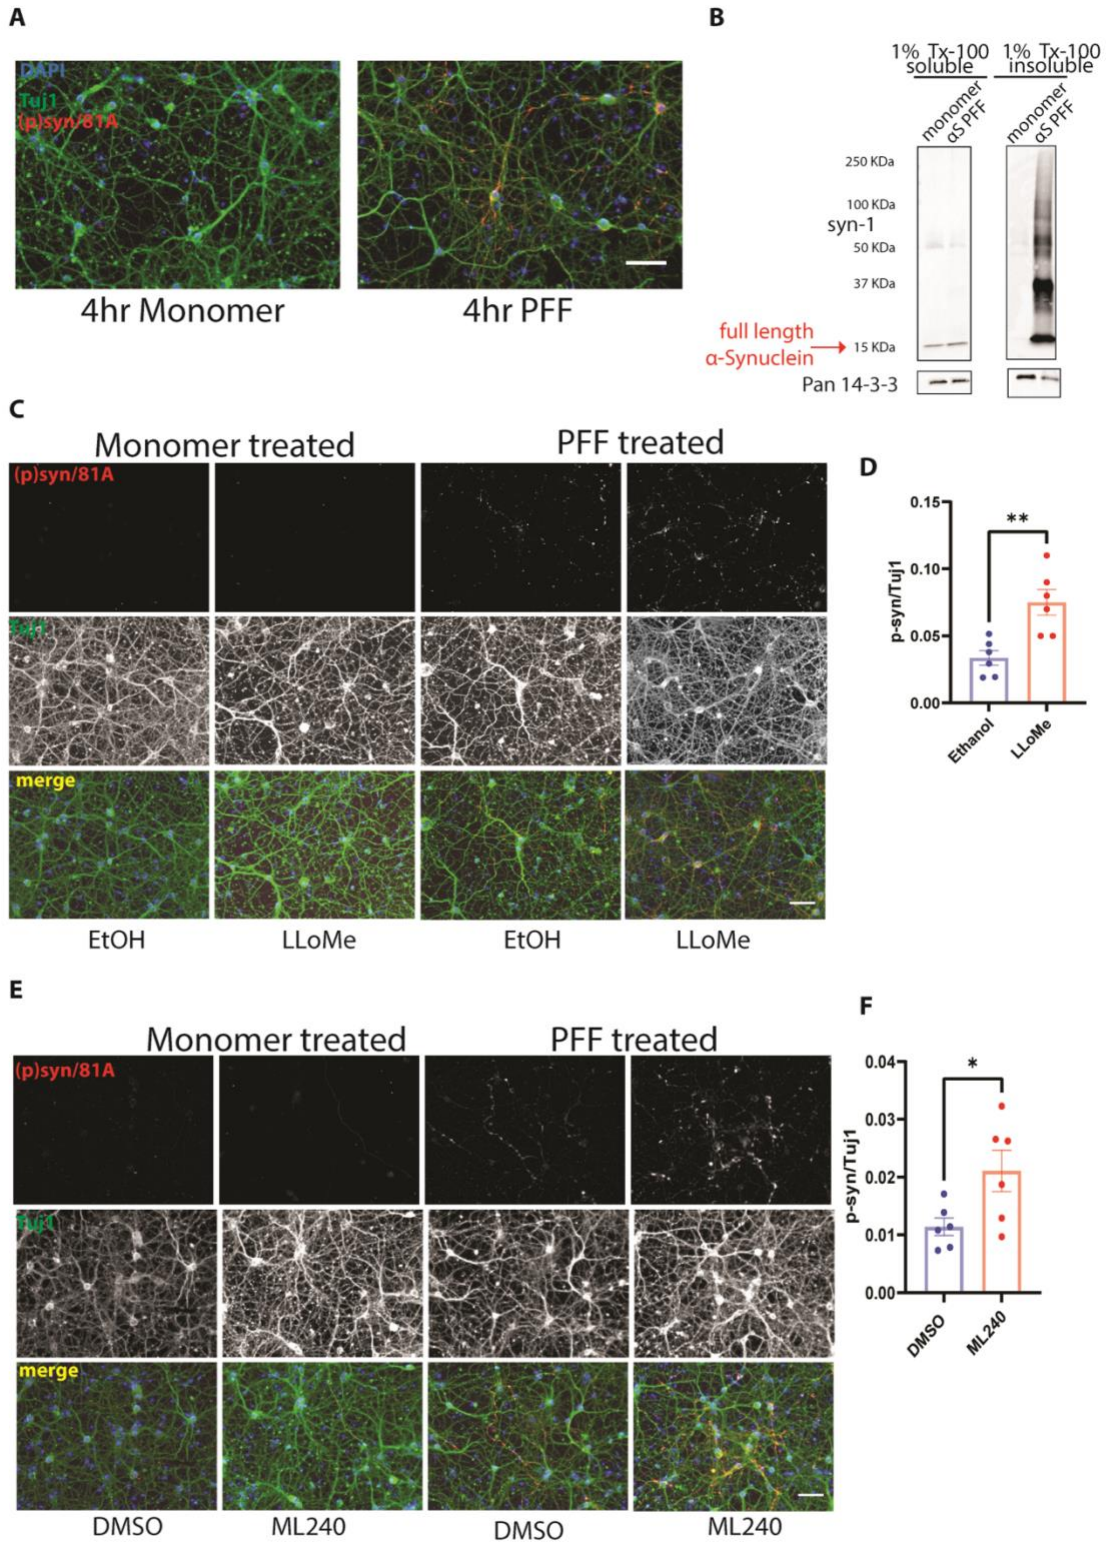 A
DAPI
Tuj1
(p)syn/81A
4hr Monomer
4hr PFF
B
1% Tx-100
soluble
1% Tx-100
insoluble
monomer
αS PFF
monomer
αS PFF
250 KDa
100 KDa
syn-1
50 KDa
37 KDa
full length
α-Synuclein
15 KDa
Pan 14-3-3
C
Monomer treated
PFF treated
(p)syn/81A
Tuj1
merge
EtOH
LLoMe
EtOH
LLoMe
D
0.15
**
0.10
0.05
0.00
p-syn/Tuj1
Ethanol
LLoMe
E
Monomer treated
PFF treated
(p)syn/81A
Tuj1
merge
DMSO
ML240
DMSO
ML240
F
0.04
*
0.03
0.02
0.01
0.00
p-syn/Tuj1
DMSO
ML240